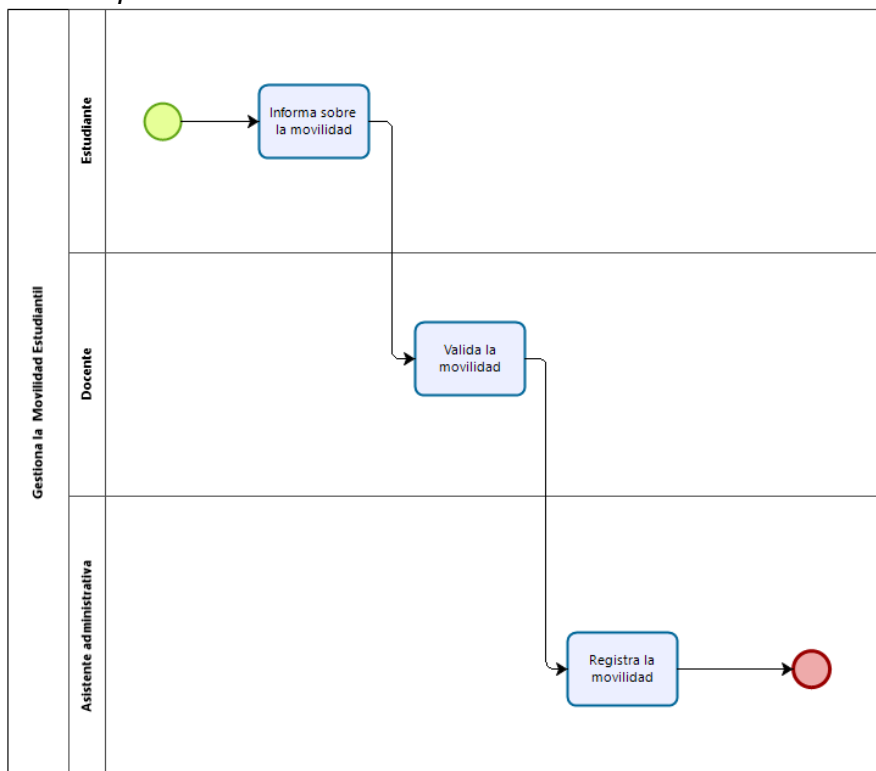 Gestiona la Movilidad Estudiantil
Estudiante
Informa sobre
la movilidad
Docente
Valida la
movilidad
Asistente administrativa
Registra la
movilidad